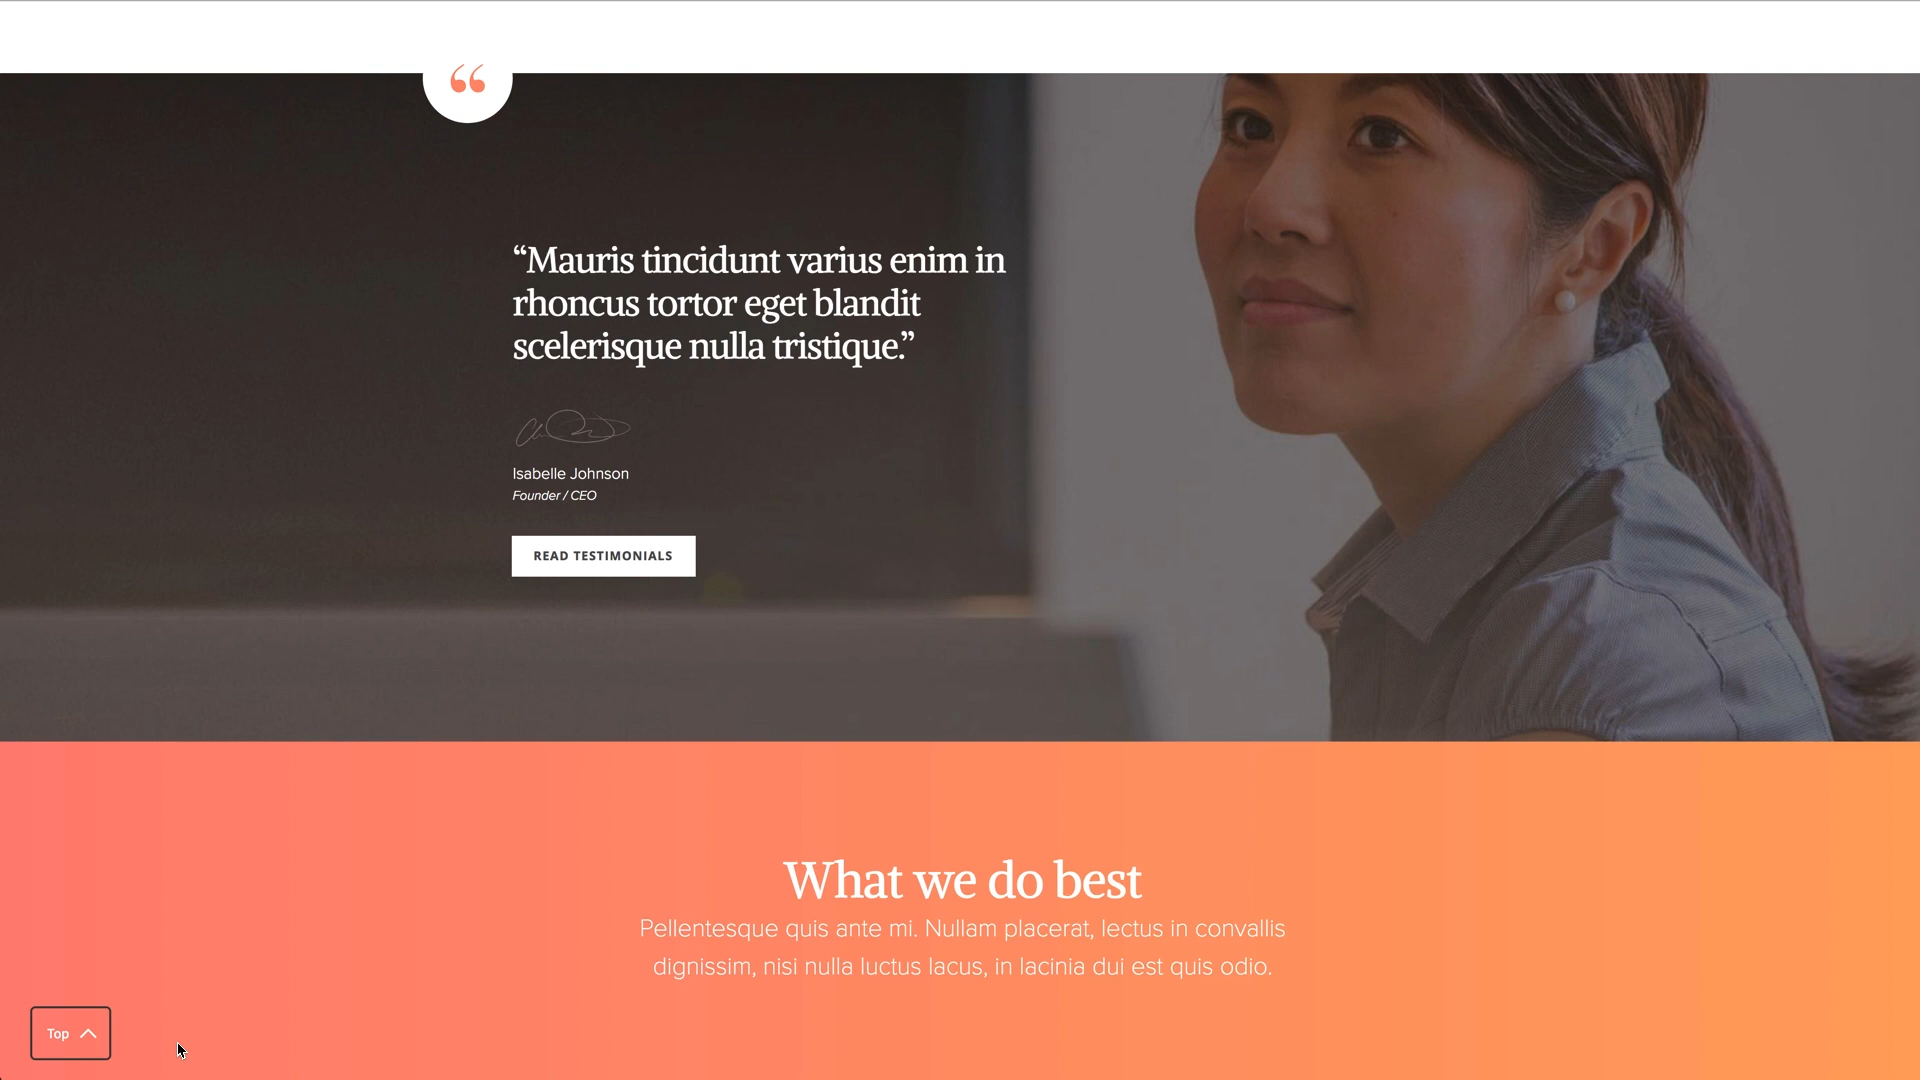 “
“Mauris tincidunt varius enim in
rhoncus tortor eget blandit
scelerisque nulla tristique.”
Isabelle Johnson
Founder / CEO
READ TESTIMONIALS
What we do best
Pellentesque quis ante mi. Nullam placerat, lectus in convallis
dignissim, nisi nulla luctus lacus, in lacinia dui est quis odio.
Top